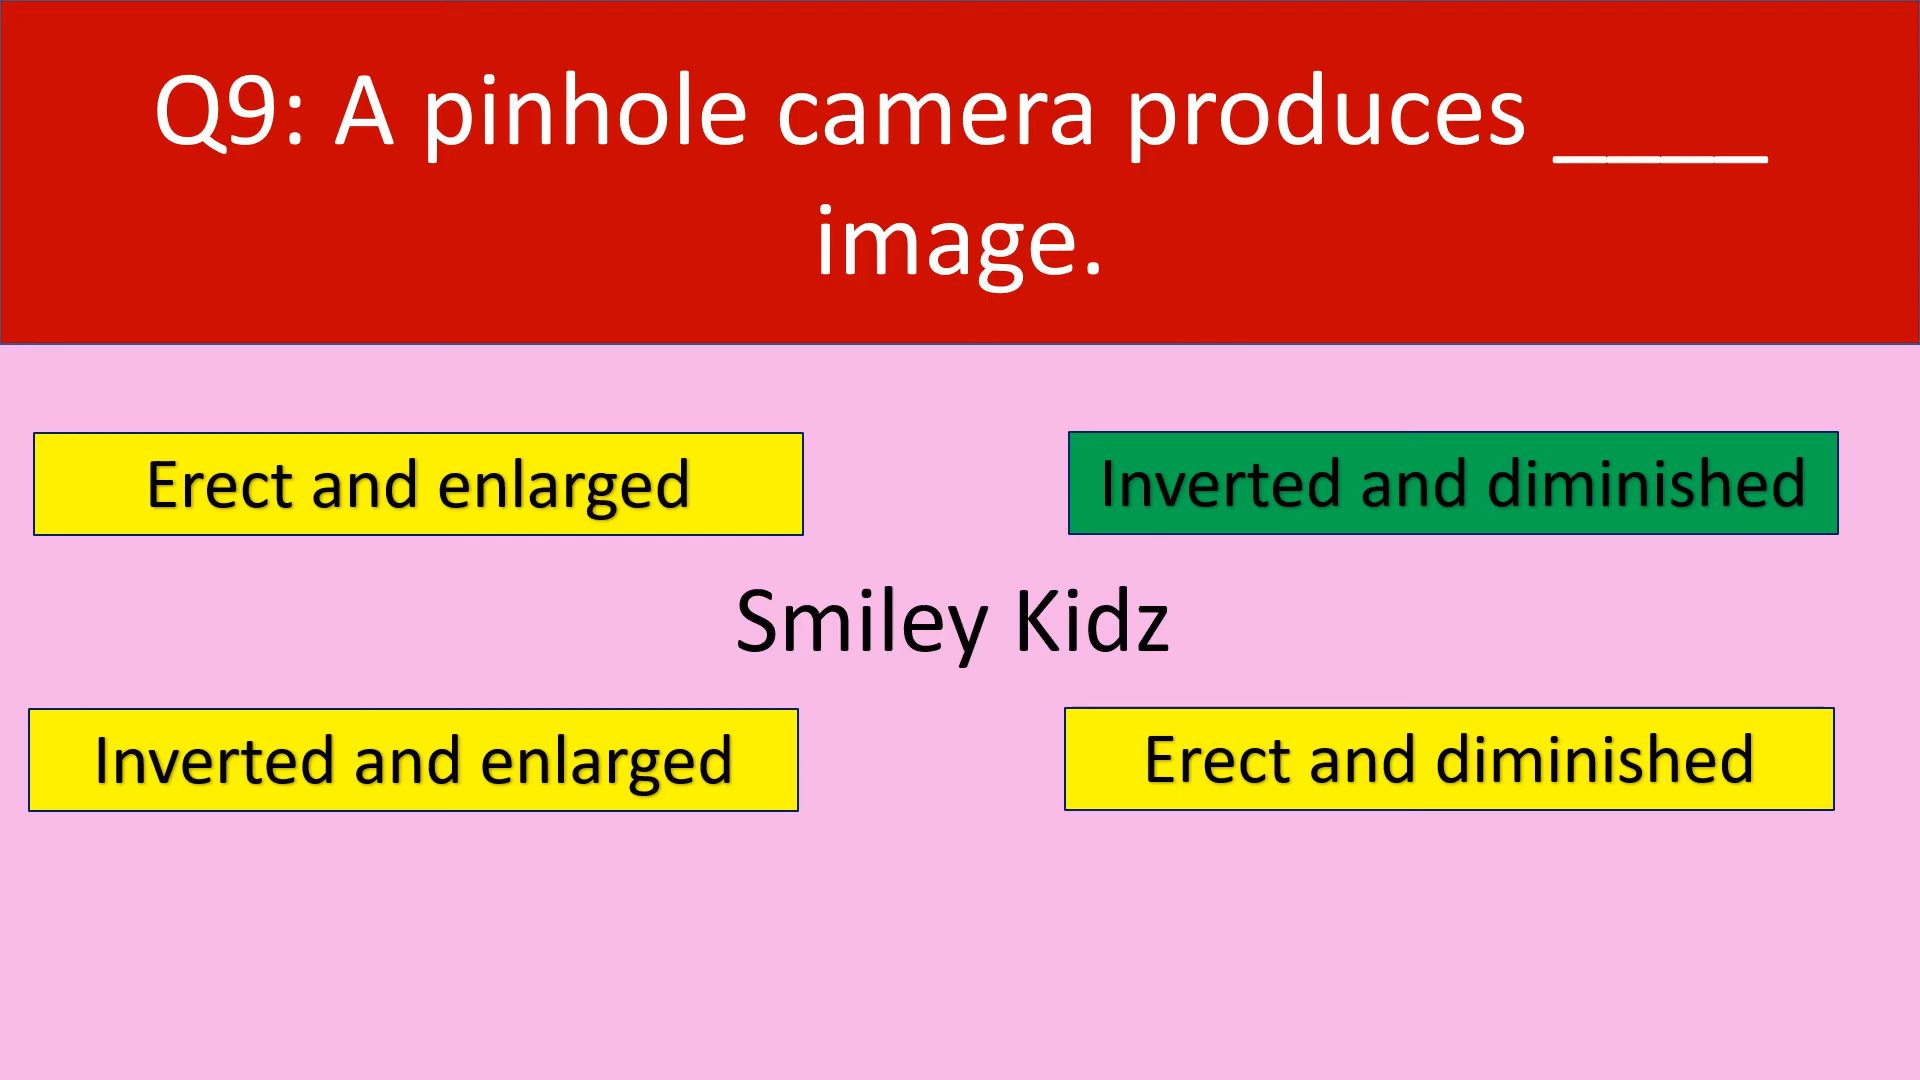 Q9: A pinhole camera produces ____
image.
Erect and enlarged
Inverted and diminished
Smiley Kidz
Inverted and enlarged
Erect and diminished